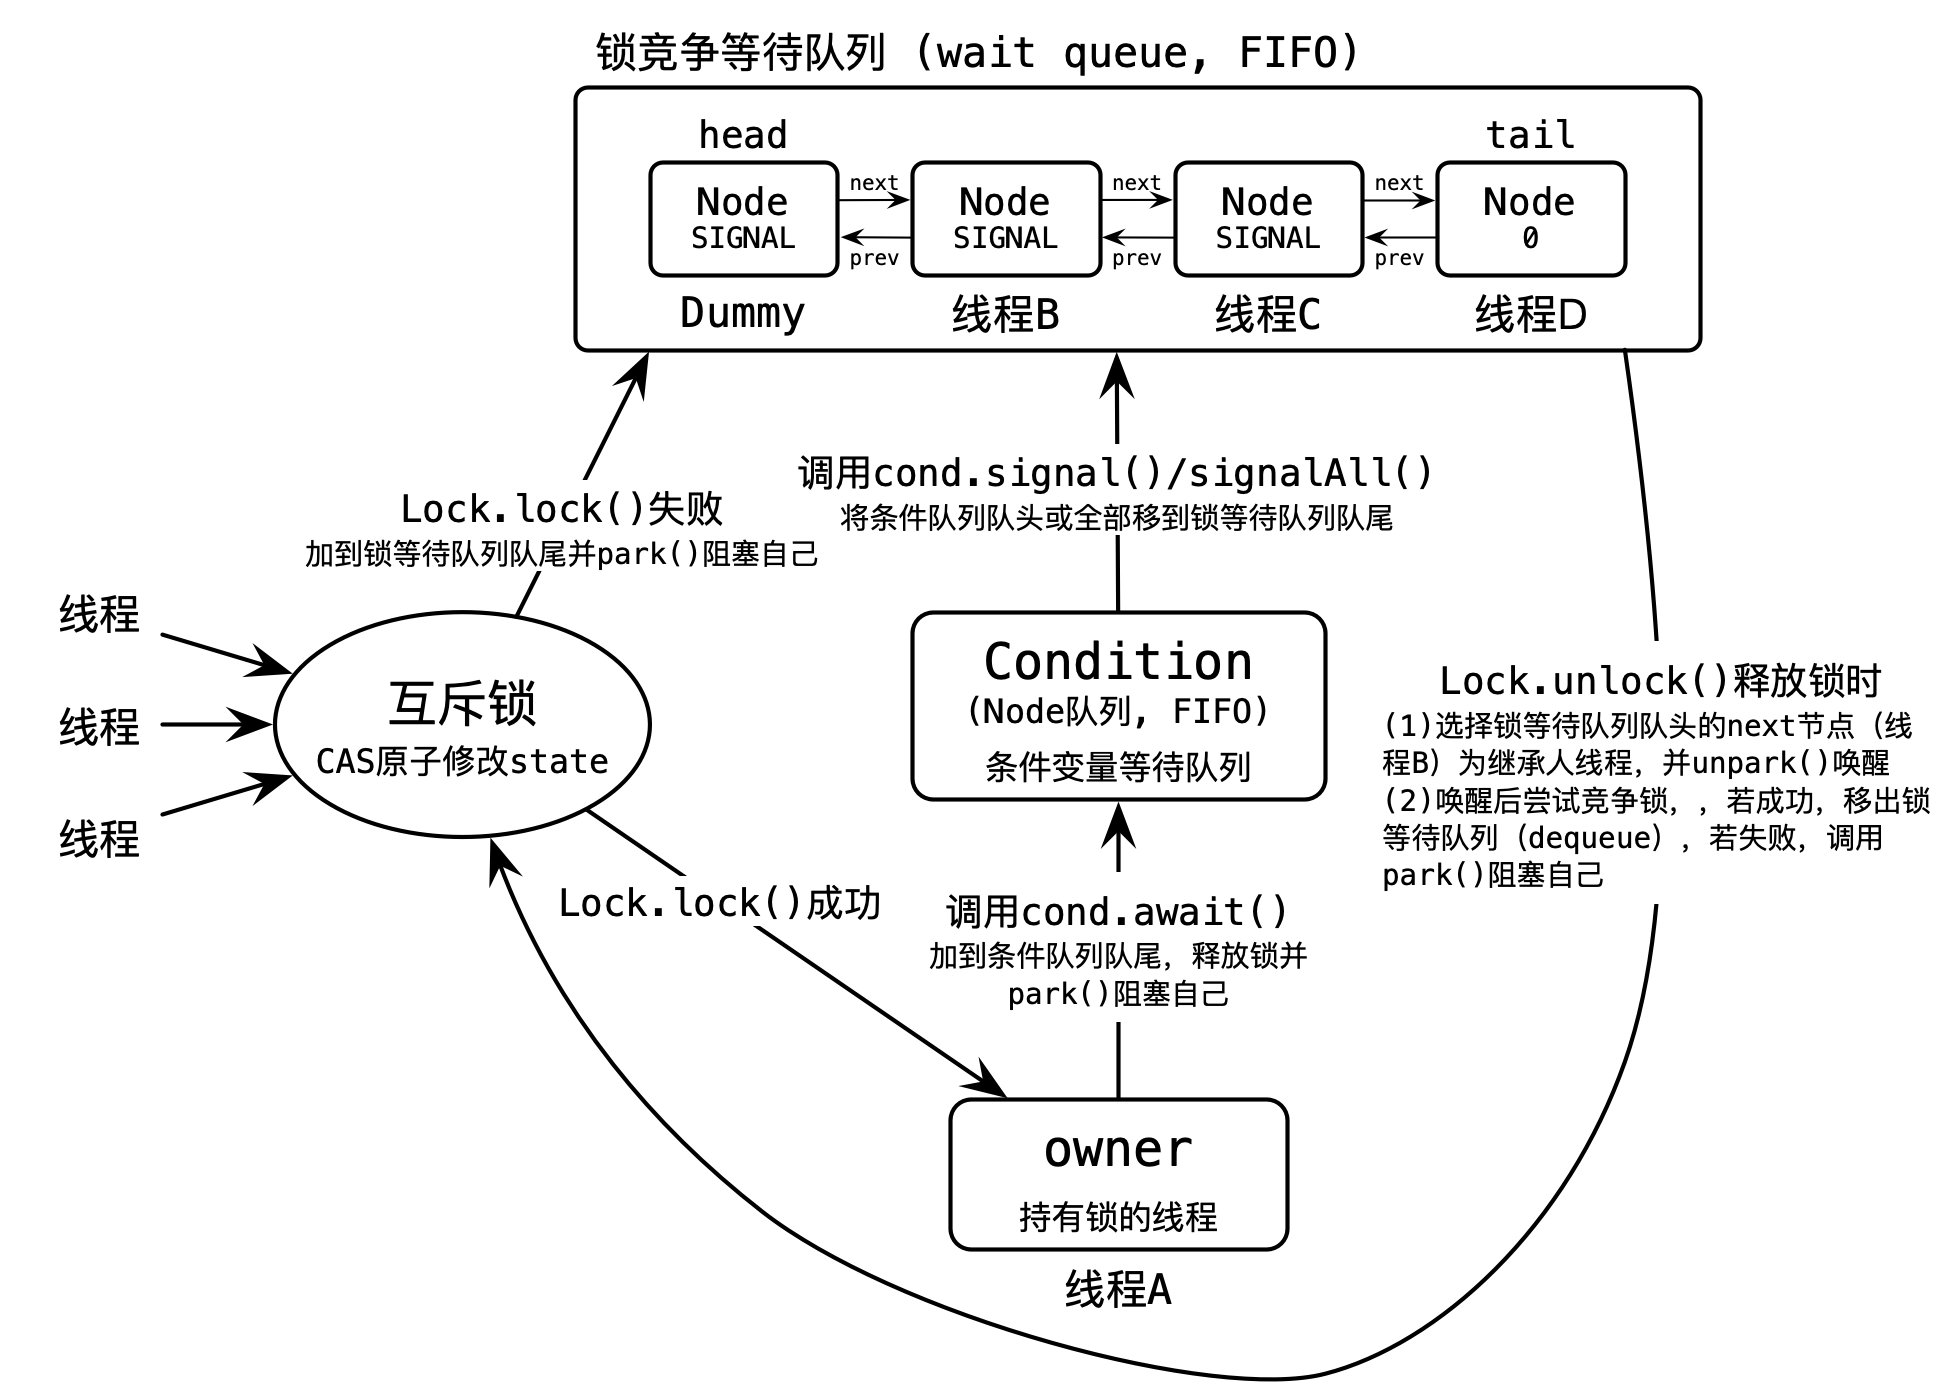 锁竞争等待队列 (wait queue, FIFO)
head
tail
Node
SIGNAL
next
prev
Node
SIGNAL
next
prev
Node
SIGNAL
next
prev
Node
0
Dummy
线程B
线程C
线程D
Lock.lock()失败
加到锁等待队列队尾并park()阻塞自己
调用cond.signal()/signalAll()
将条件队列队头或全部移到锁等待队列队尾
线程
线程
线程
互斥锁
CAS原子修改state
Condition
(Node队列, FIFO)
条件变量等待队列
Lock.unlock()释放锁时
(1)选择锁等待队列队头的next节点（线
程B）为继承人线程，并unpark()唤醒
(2)唤醒后尝试竞争锁，，若成功，移出锁
等待队列（dequeue），若失败，调用
park()阻塞自己
Lock.lock()成功
调用cond.await()
加到条件队列队尾，释放锁并
park()阻塞自己
owner
持有锁的线程
线程A